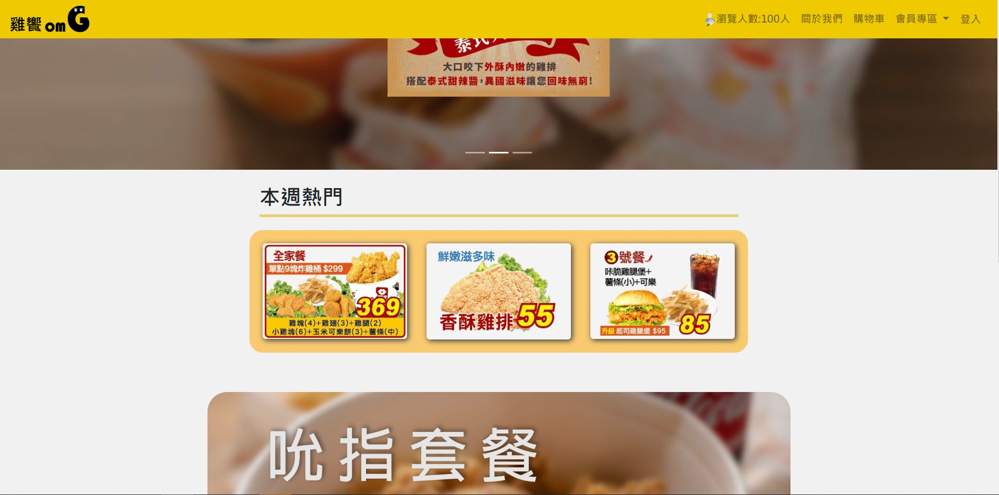 雞饗 omG
瀏覽人數:100人 關於我們 購物車 會員專區 登入
泰式
大口咬下外酥內嫩的雞排
搭配泰式甜辣醬,異國滋味讓您回味無窮!
本週熱門
全家餐
單點9塊炸雞桶 $299
369
雞塊(4)+雞翅(3)+雞腿(2)
小雞塊(6)+玉米可樂餅(3)+薯條(中)
鮮嫩滋多味
香酥雞排 55
3號餐
咔脆雞腿堡+
薯條(小)+可樂
85
升級 起司雞腿堡 $95
吮指套餐